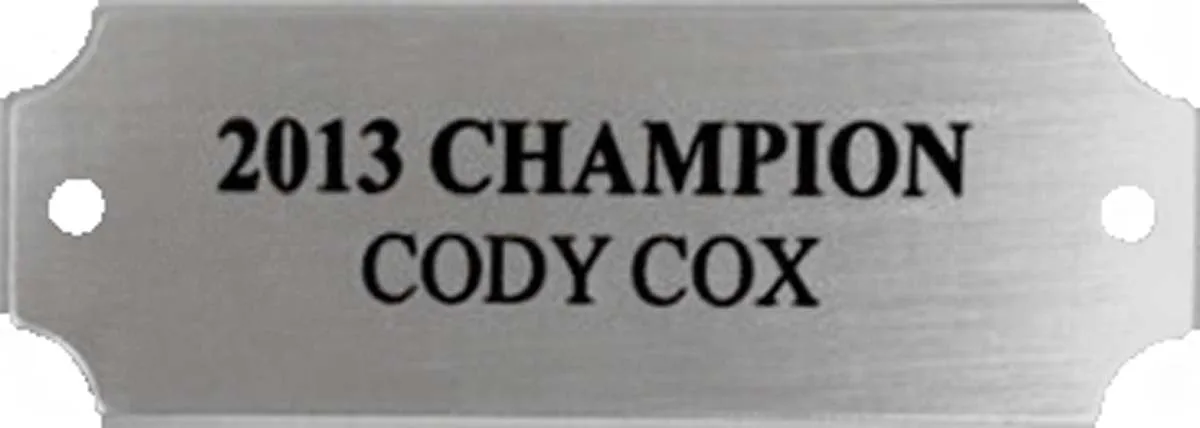 2013 CHAMPION
CODY COX